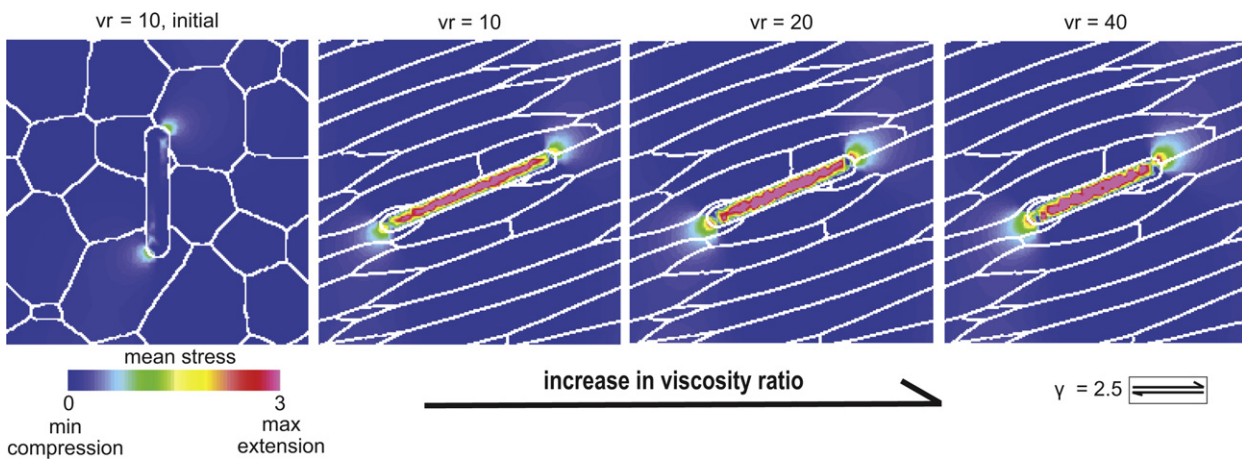 vr = 10, initial
vr = 10
vr = 20
vr = 40
mean stress
0
3
min
compression
max
extension
increase in viscosity ratio
γ = 2.5